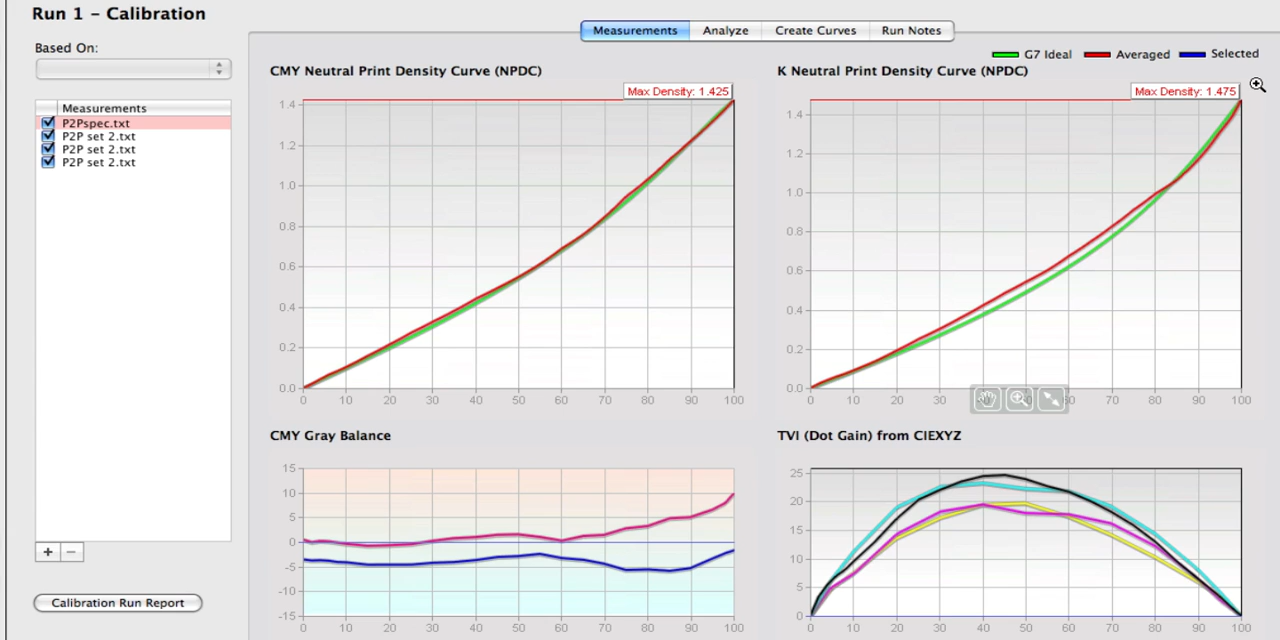 Run 1 – Calibration
Based On:
Measurements
P2Pspec.txt
P2P set 2.txt
P2P set 2.txt
P2P set 2.txt
+ −
Calibration Run Report
Measurements Analyze Create Curves Run Notes
G7 Ideal Averaged Selected
CMY Neutral Print Density Curve (NPDC)
Max Density: 1.425
1.4
1.2
1.0
0.8
0.6
0.4
0.2
0.0
0 10 20 30 40 50 60 70 80 90 100
K Neutral Print Density Curve (NPDC)
Max Density: 1.475
1.4
1.2
1.0
0.8
0.6
0.4
0.2
0.0
0 10 20 30 40 50 60 70 80 90 100
CMY Gray Balance
15
10
5
0
-5
-10
-15
0 10 20 30 40 50 60 70 80 90 100
TVI (Dot Gain) from CIEXYZ
25
20
15
10
5
0
0 10 20 30 40 50 60 70 80 90 100